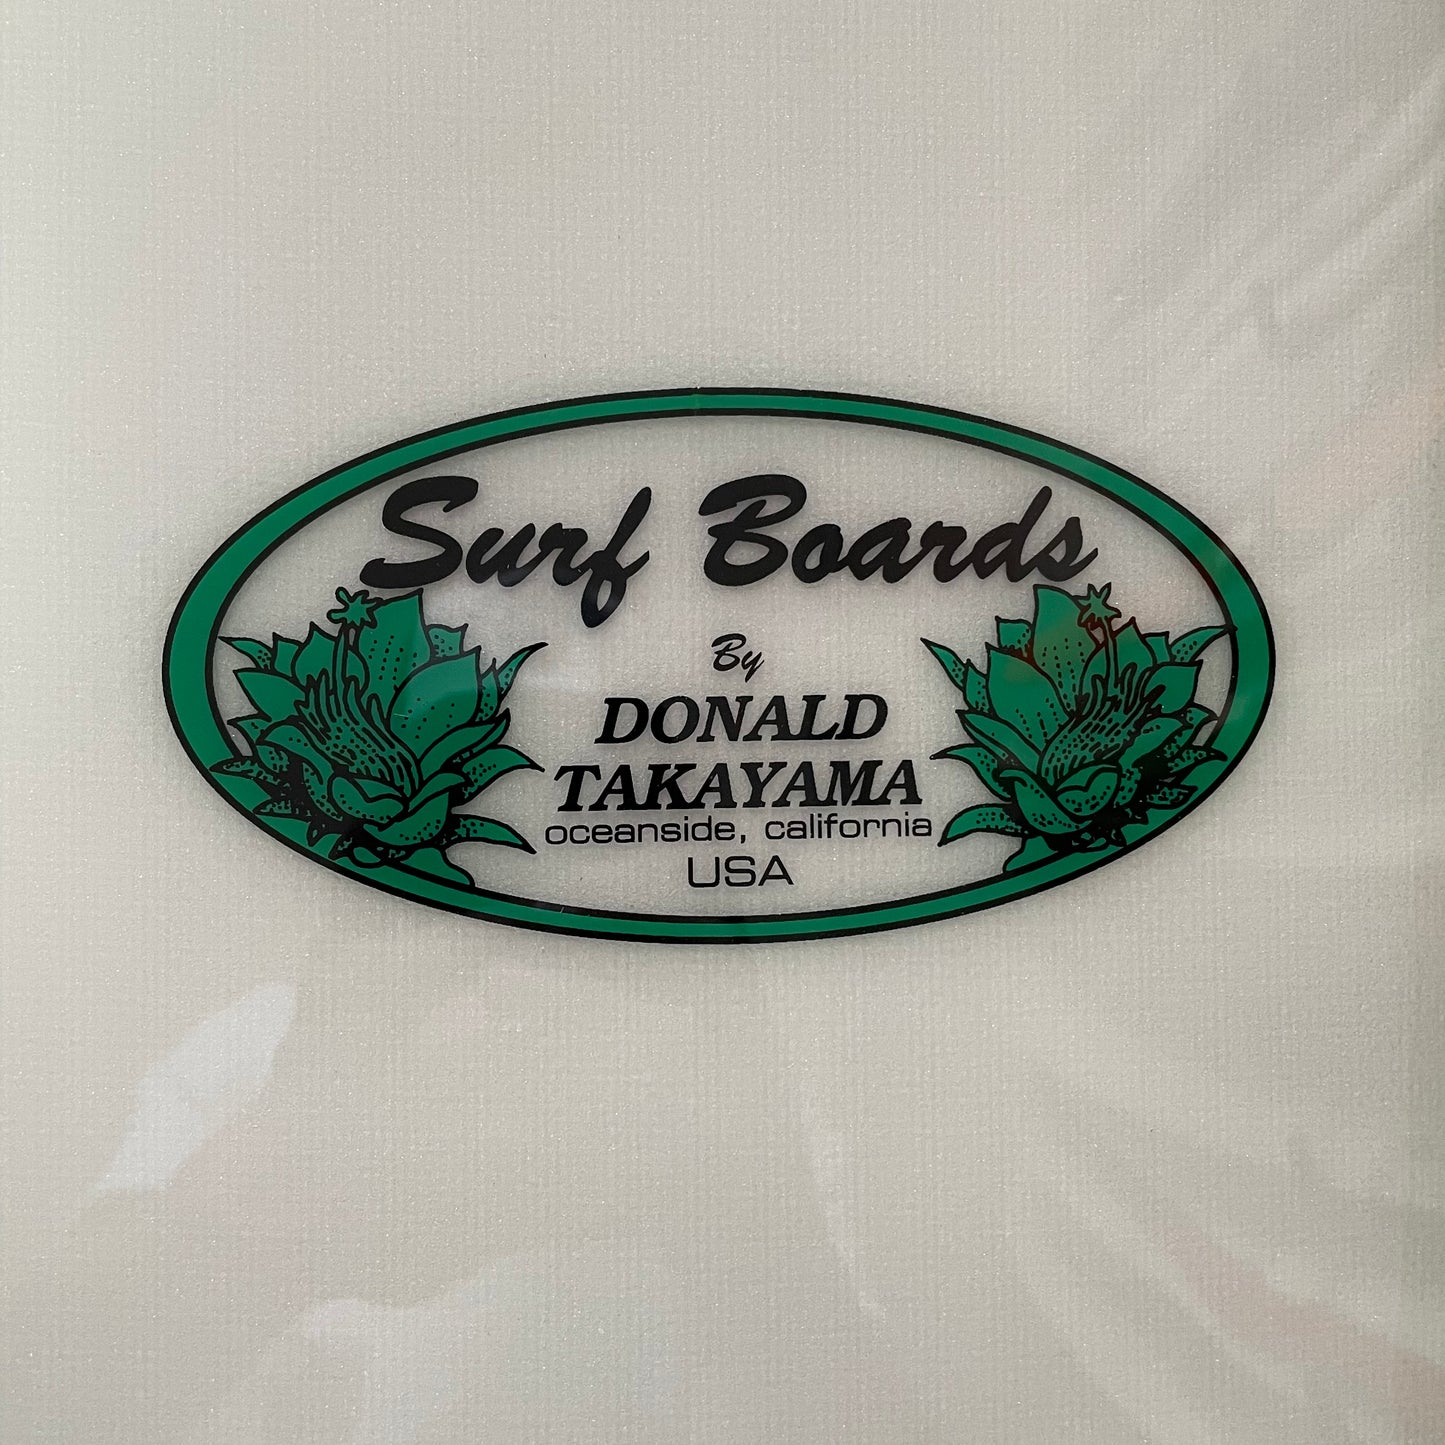 Surf Boards
By
DONALD
TAKAYAMA
oceanside, california
USA